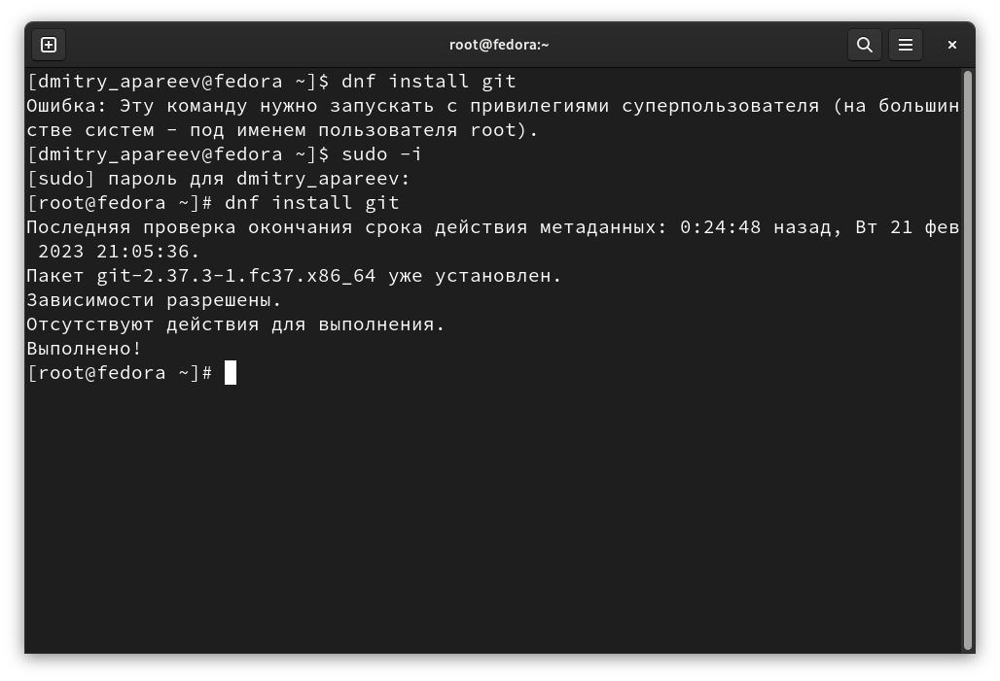 root@fedora:~
[dmitry_apareev@fedora ~]$ dnf install git
Ошибка: Эту команду нужно запускать с привилегиями суперпользователя (на большин
стве систем - под именем пользователя root).
[dmitry_apareev@fedora ~]$ sudo -i
[sudo] пароль для dmitry_apareev:
[root@fedora ~]# dnf install git
Последняя проверка окончания срока действия метаданных: 0:24:48 назад, Вт 21 фев
 2023 21:05:36.
Пакет git-2.37.3-1.fc37.x86_64 уже установлен.
Зависимости разрешены.
Отсутствуют действия для выполнения.
Выполнено!
[root@fedora ~]#